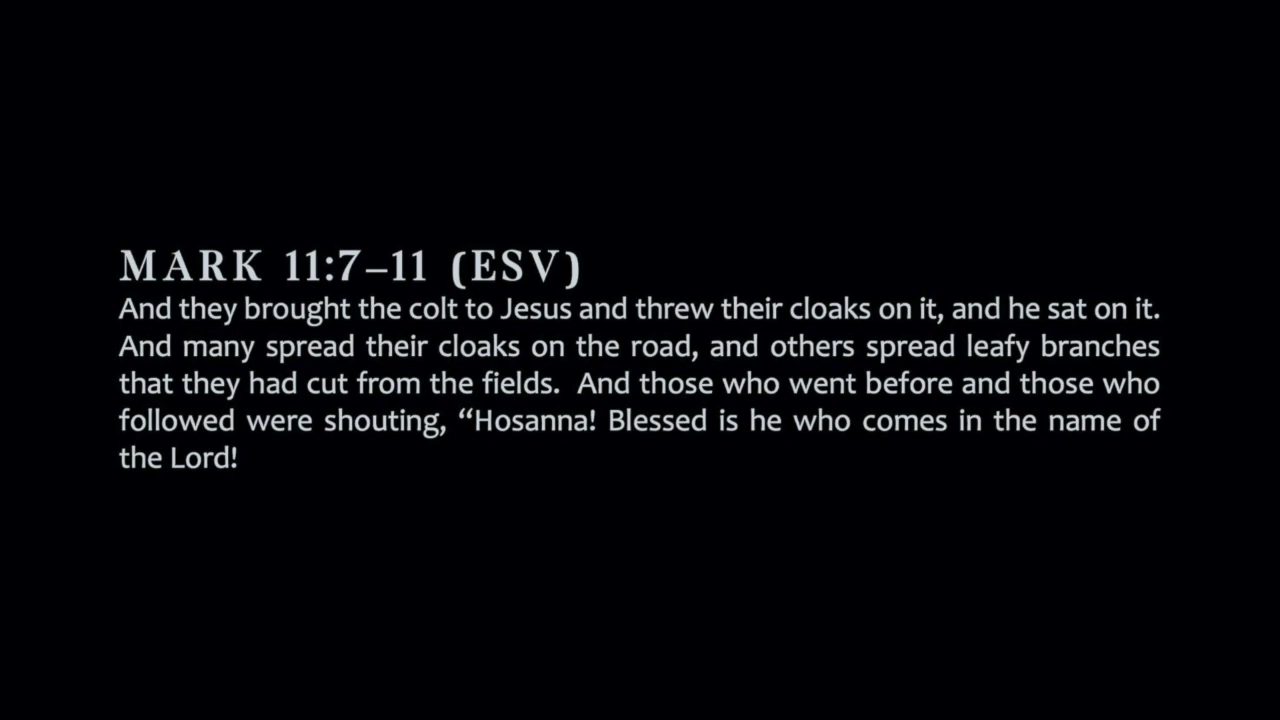 MARK 11:7–11 (ESV)
And they brought the colt to Jesus and threw their cloaks on it, and he sat on it.
And many spread their cloaks on the road, and others spread leafy branches
that they had cut from the fields.  And those who went before and those who
followed were shouting, “Hosanna! Blessed is he who comes in the name of
the Lord!